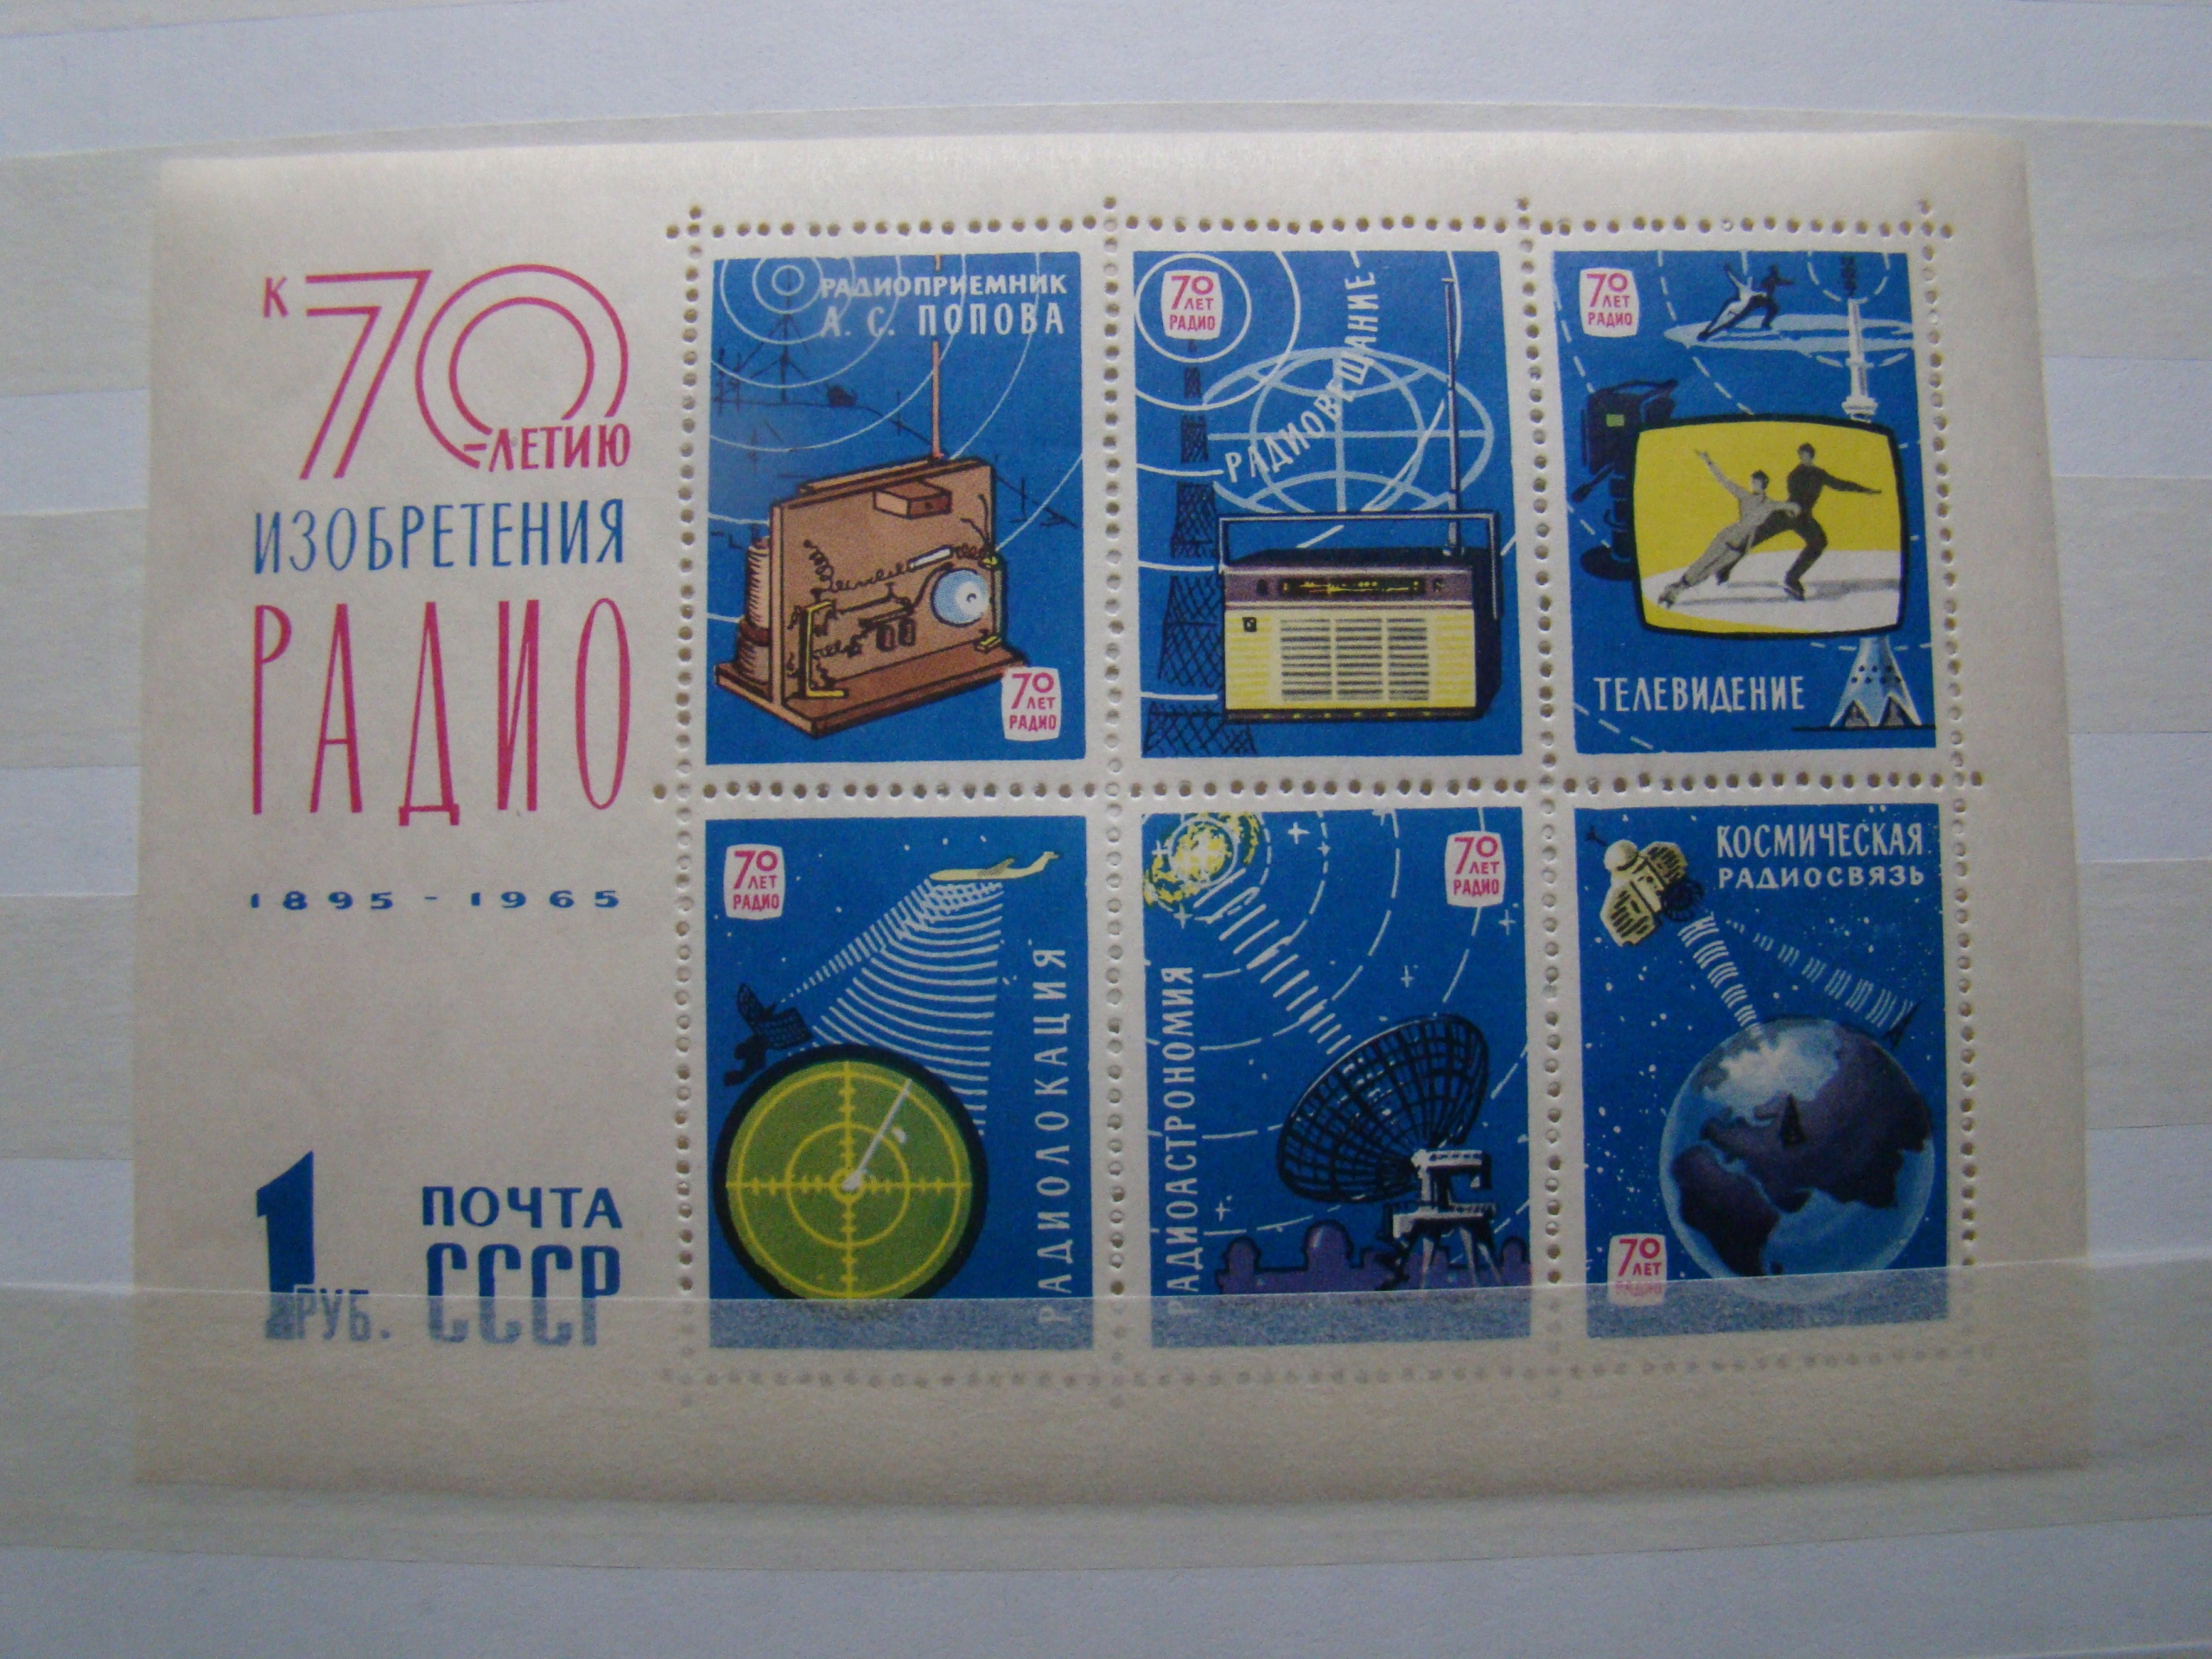 К 70
-ЛЕТИЮ
ИЗОБРЕТЕНИЯ
РАДИО
1895 - 1965
1 РУБ.
ПОЧТА
СССР
РАДИОПРИЕМНИК
А. С. ПОПОВА
70
ЛЕТ
РАДИО
70
ЛЕТ
РАДИО
РАДИОВЕЩАНИЕ
70
ЛЕТ
РАДИО
ТЕЛЕВИДЕНИЕ
70
ЛЕТ
РАДИО
РАДИОЛОКАЦИЯ
70
ЛЕТ
РАДИО
РАДИОАСТРОНОМИЯ
КОСМИЧЕСКАЯ
РАДИОСВЯЗЬ
70
ЛЕТ
РАДИО